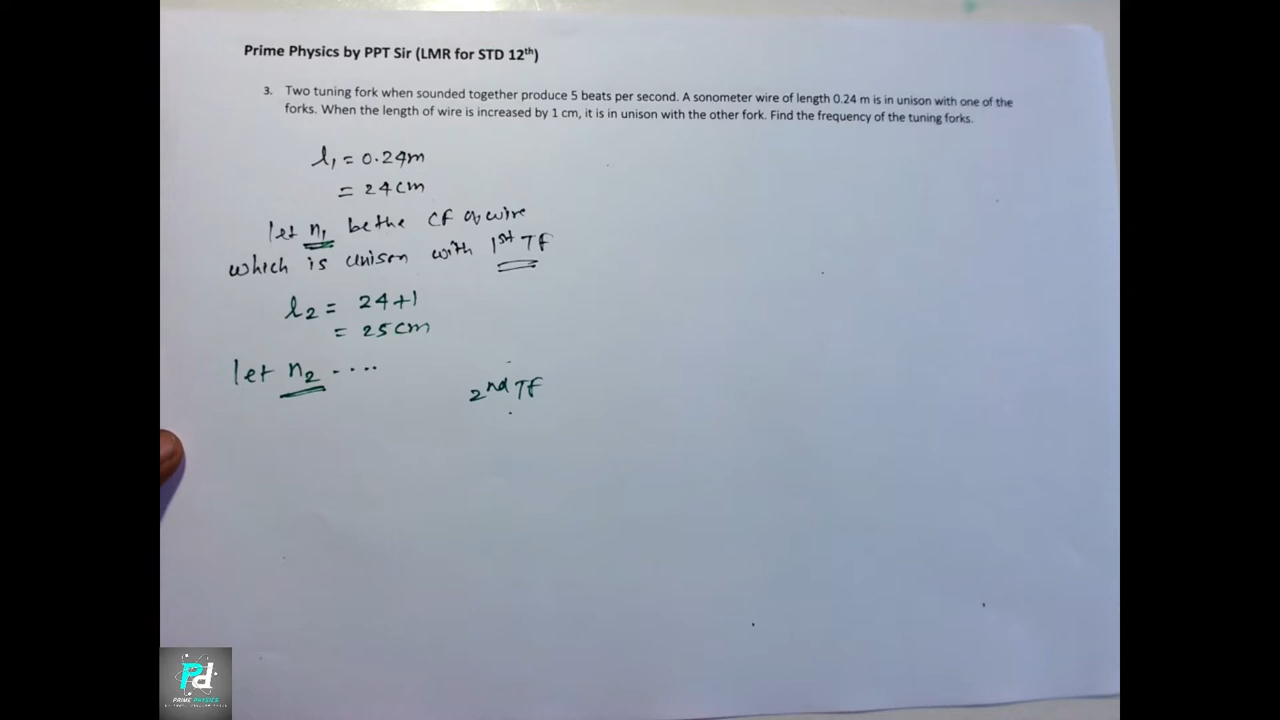 Prime Physics by PPT Sir (LMR for STD 12th)
3. Two tuning fork when sounded together produce 5 beats per second. A sonometer wire of length 0.24 m is in unison with one of the
forks. When the length of wire is increased by 1 cm, it is in unison with the other fork. Find the frequency of the tuning forks.
l₁ = 0.24m
= 24cm
let n₁ be the CF of wire
which is unison with 1st TF
l₂ = 24+1
= 25cm
let n₂ ....
2nd TF
Pd
PRIME PHYSICS